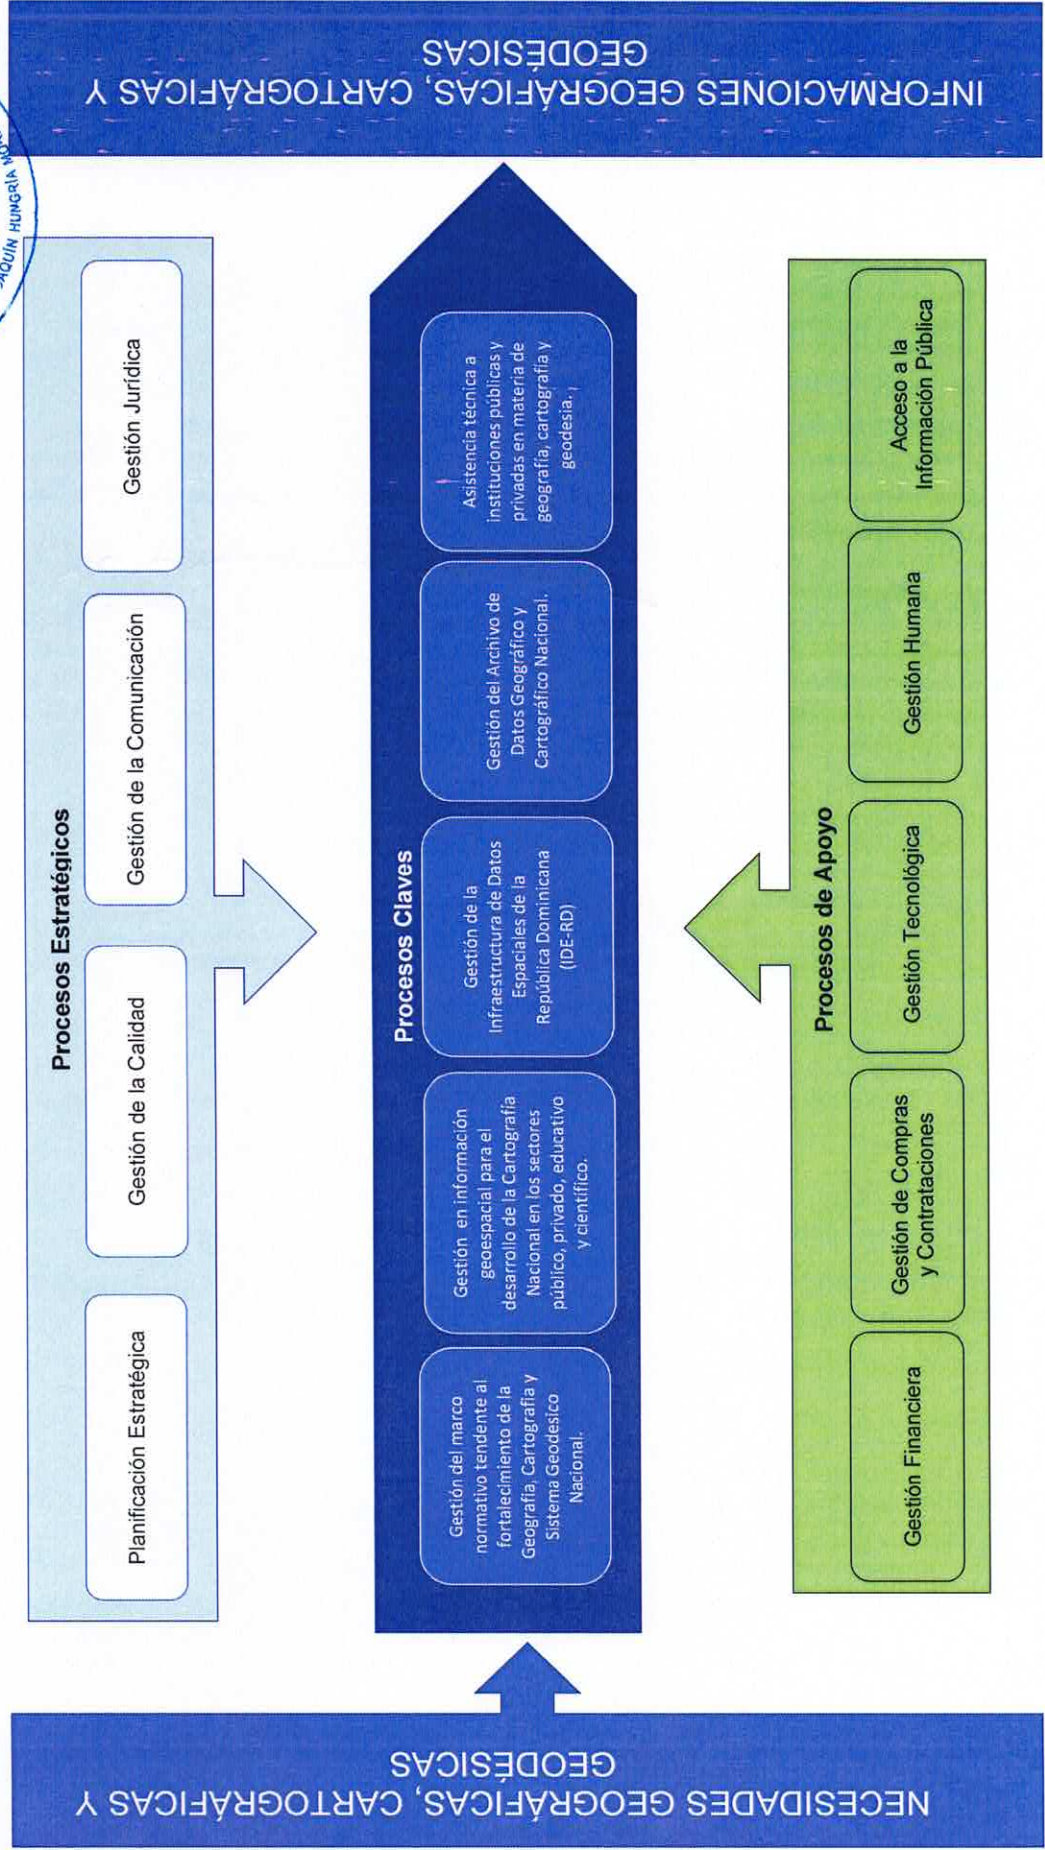 NECESIDADES GEOGRÁFICAS, CARTOGRÁFICAS Y
GEODÉSICAS
Procesos Estratégicos
Planificación Estratégica
Gestión de la Calidad
Gestión de la Comunicación
Gestión Jurídica
Procesos Claves
Gestión del marco
normativo tendente al
fortalecimiento de la
Geografía, Cartografía y
Sistema Geodesico
Nacional.
Gestión en información
geoespacial para el
desarrollo de la Cartografía
Nacional en los sectores
público, privado, educativo
y científico.
Gestión de la
Infraestructura de Datos
Espaciales de la
República Dominicana
(IDE-RD)
Gestión del Archivo de
Datos Geográfico y
Cartográfico Nacional.
Asistencia técnica a
instituciones públicas y
privadas en materia de
geografía, cartografía y
geodesia.
Procesos de Apoyo
Gestión Financiera
Gestión de Compras
y Contrataciones
Gestión Tecnológica
Gestión Humana
Acceso a la
Información Pública
INFORMACIONES GEOGRÁFICAS, CARTOGRÁFICAS Y
GEODÉSICAS
HUNGRÍA